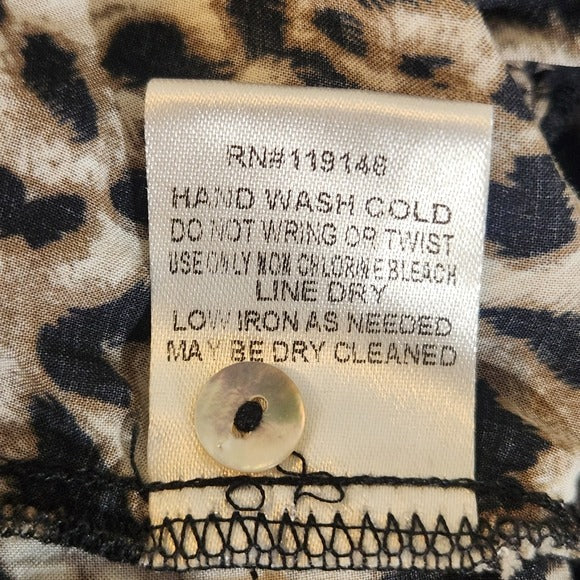 RN#119148
HAND WASH COLD
DO NOT WRING OR TWIST
USE ONLY NON CHLORINE BLEACH
LINE DRY
LOW IRON AS NEEDED
MAY BE DRY CLEANED